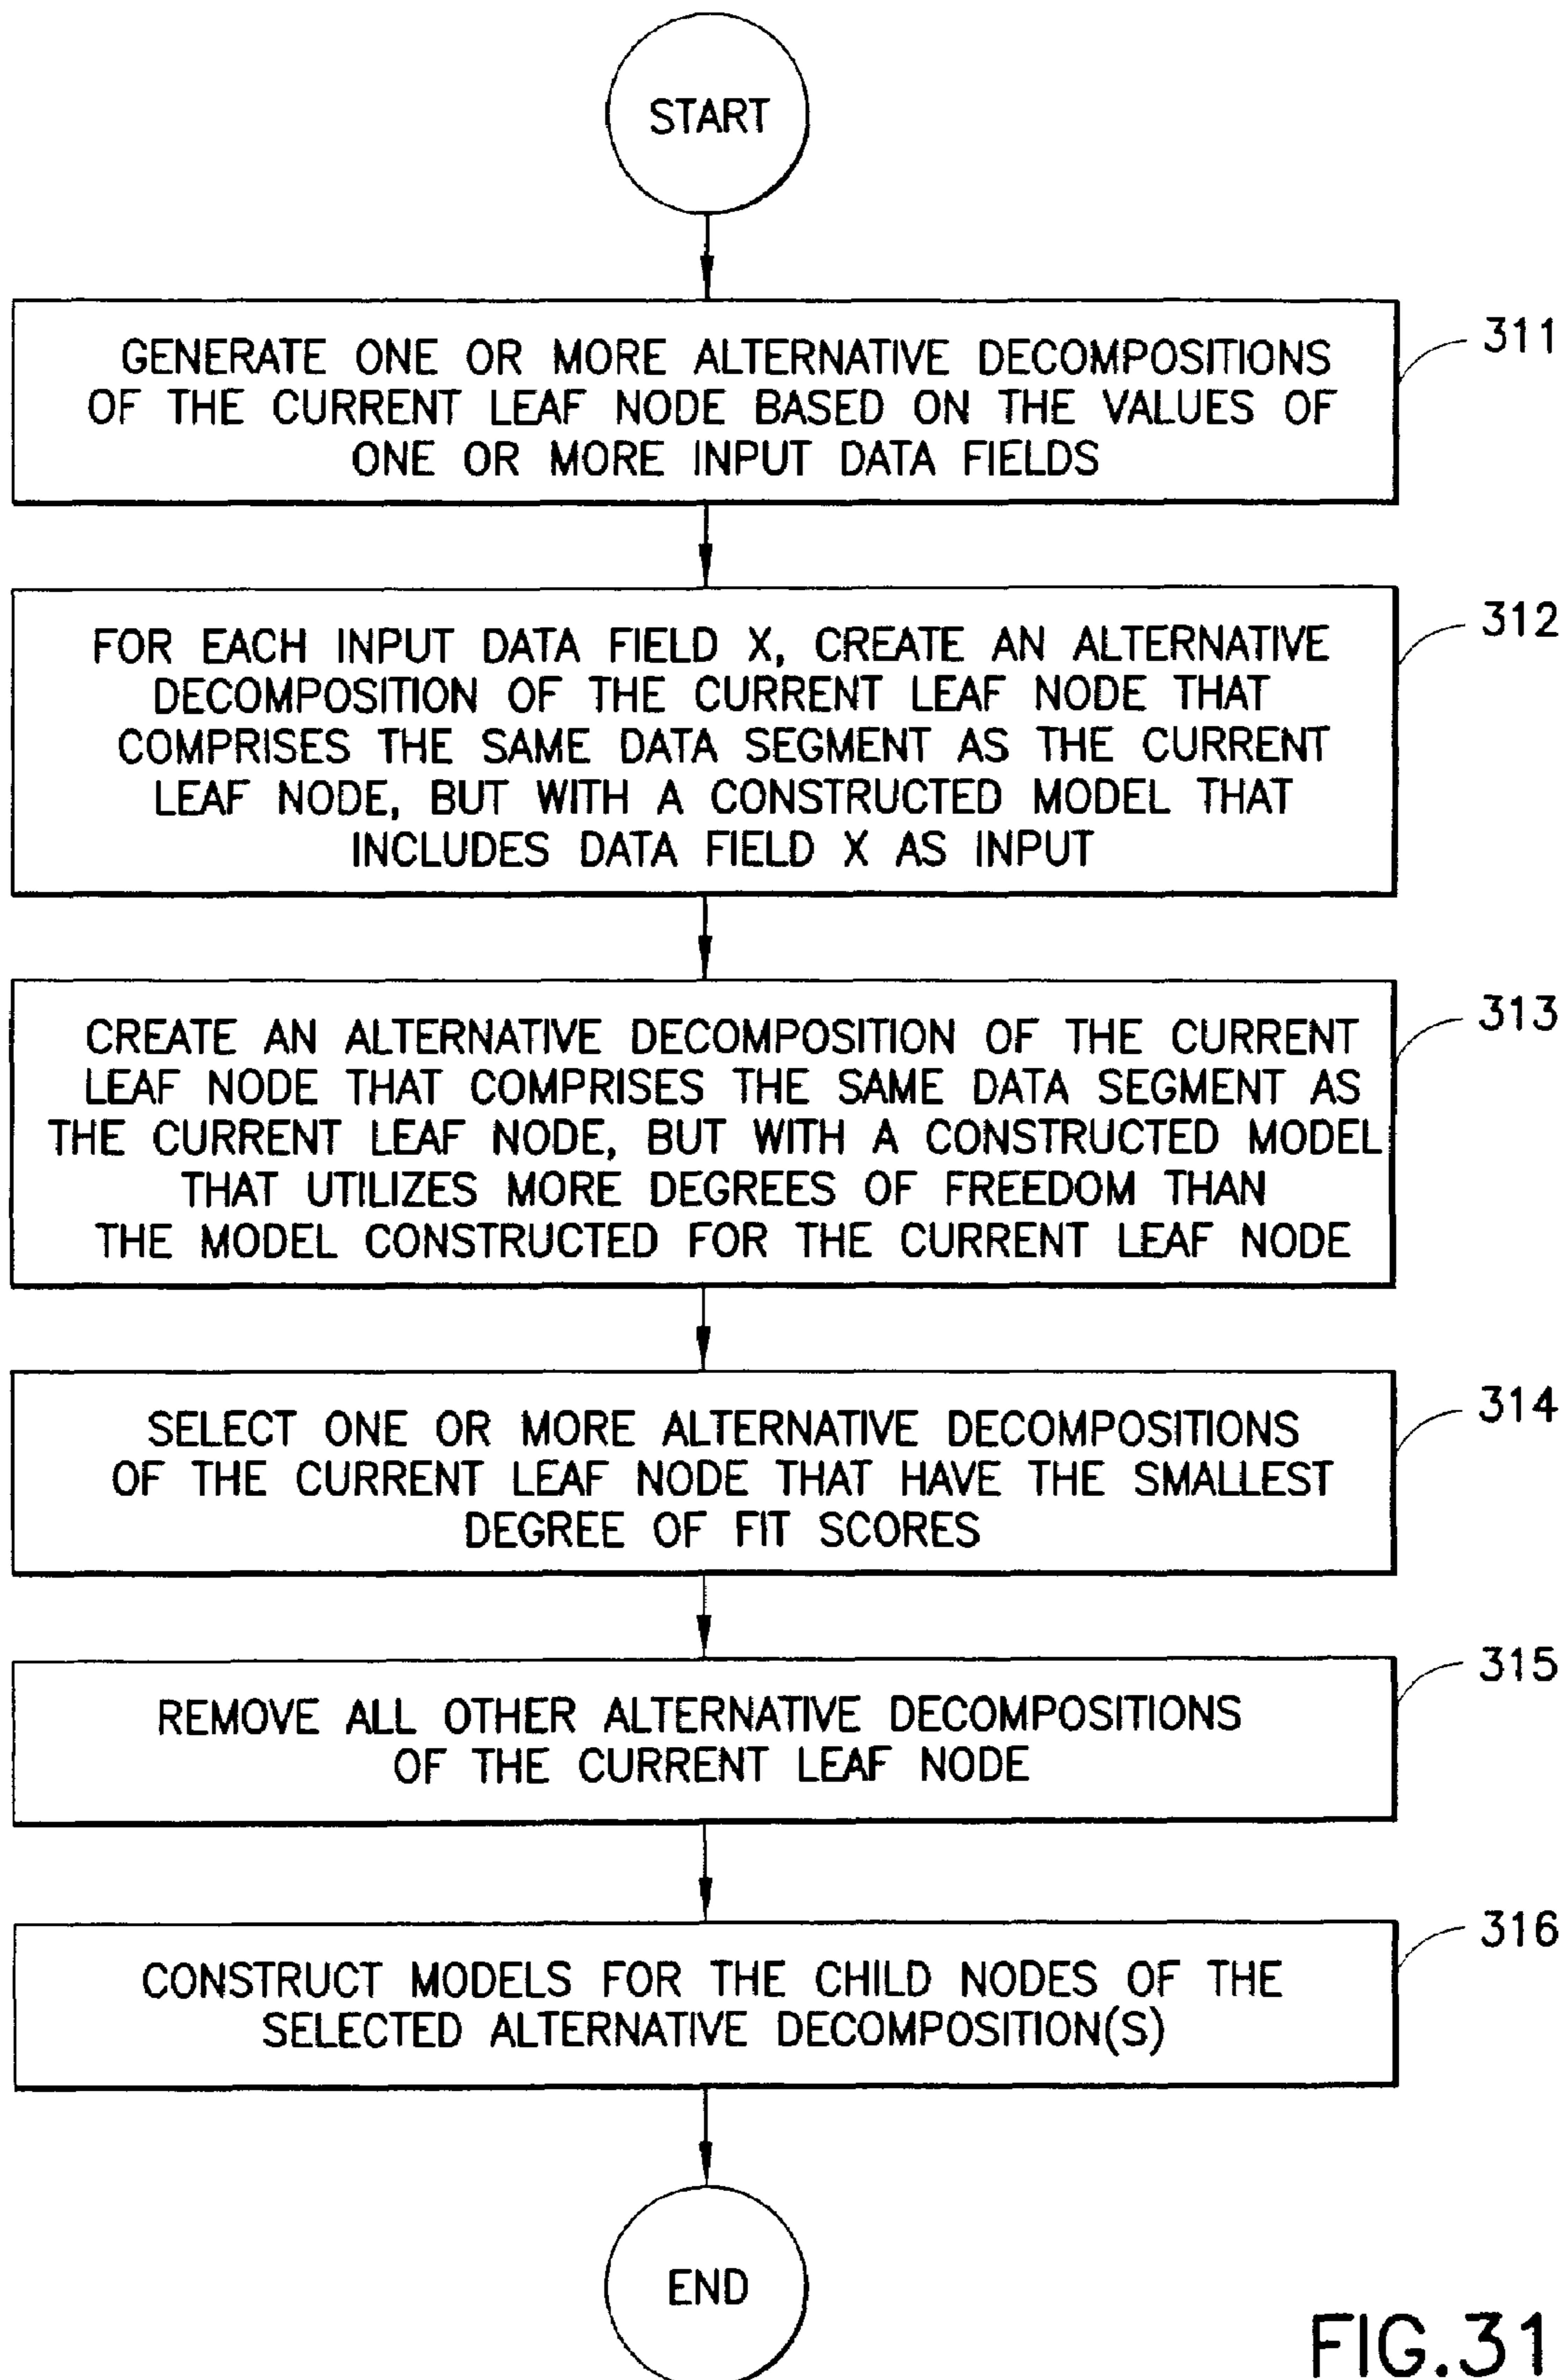 START
GENERATE ONE OR MORE ALTERNATIVE DECOMPOSITIONS
OF THE CURRENT LEAF NODE BASED ON THE VALUES OF
ONE OR MORE INPUT DATA FIELDS
311
FOR EACH INPUT DATA FIELD X, CREATE AN ALTERNATIVE
DECOMPOSITION OF THE CURRENT LEAF NODE THAT
COMPRISES THE SAME DATA SEGMENT AS THE CURRENT
LEAF NODE, BUT WITH A CONSTRUCTED MODEL THAT
INCLUDES DATA FIELD X AS INPUT
312
CREATE AN ALTERNATIVE DECOMPOSITION OF THE CURRENT
LEAF NODE THAT COMPRISES THE SAME DATA SEGMENT AS
THE CURRENT LEAF NODE, BUT WITH A CONSTRUCTED MODEL
THAT UTILIZES MORE DEGREES OF FREEDOM THAN
THE MODEL CONSTRUCTED FOR THE CURRENT LEAF NODE
313
SELECT ONE OR MORE ALTERNATIVE DECOMPOSITIONS
OF THE CURRENT LEAF NODE THAT HAVE THE SMALLEST
DEGREE OF FIT SCORES
314
REMOVE ALL OTHER ALTERNATIVE DECOMPOSITIONS
OF THE CURRENT LEAF NODE
315
CONSTRUCT MODELS FOR THE CHILD NODES OF THE
SELECTED ALTERNATIVE DECOMPOSITION(S)
316
END
FIG.31